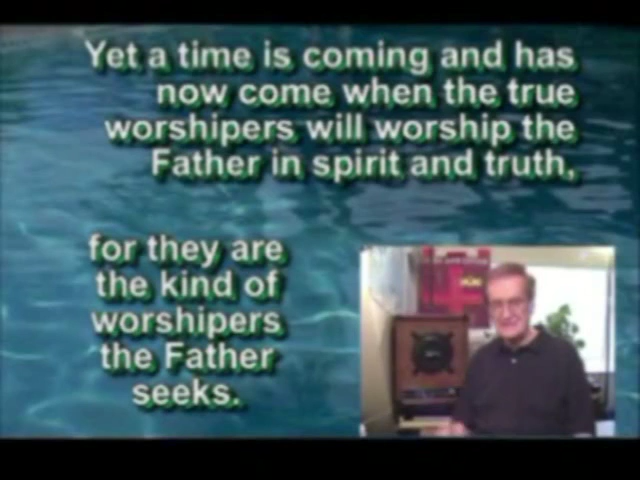 Yet a time is coming and has
now come when the true
worshipers will worship the
Father in spirit and truth,
for they are
the kind of
worshipers
the Father
seeks.